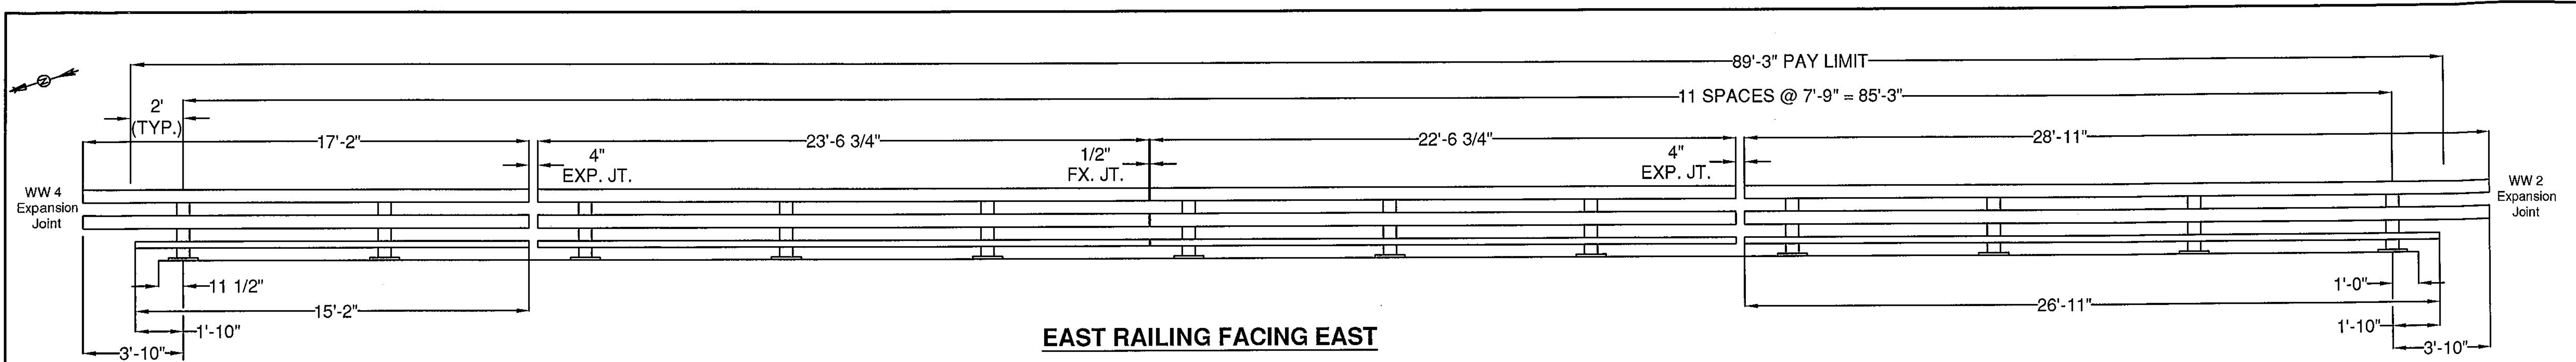 89'-3" PAY LIMIT
11 SPACES @ 7'-9" = 85'-3"
2'
(TYP.)
17'-2"
23'-6 3/4"
22'-6 3/4"
28'-11"
4"
EXP. JT.
1/2"
FX. JT.
4"
EXP. JT.
WW 4
Expansion
Joint
WW 2
Expansion
Joint
N
11 1/2"
15'-2"
1'-10"
3'-10"
1'-0"
26'-11"
1'-10"
3'-10"
EAST RAILING FACING EAST